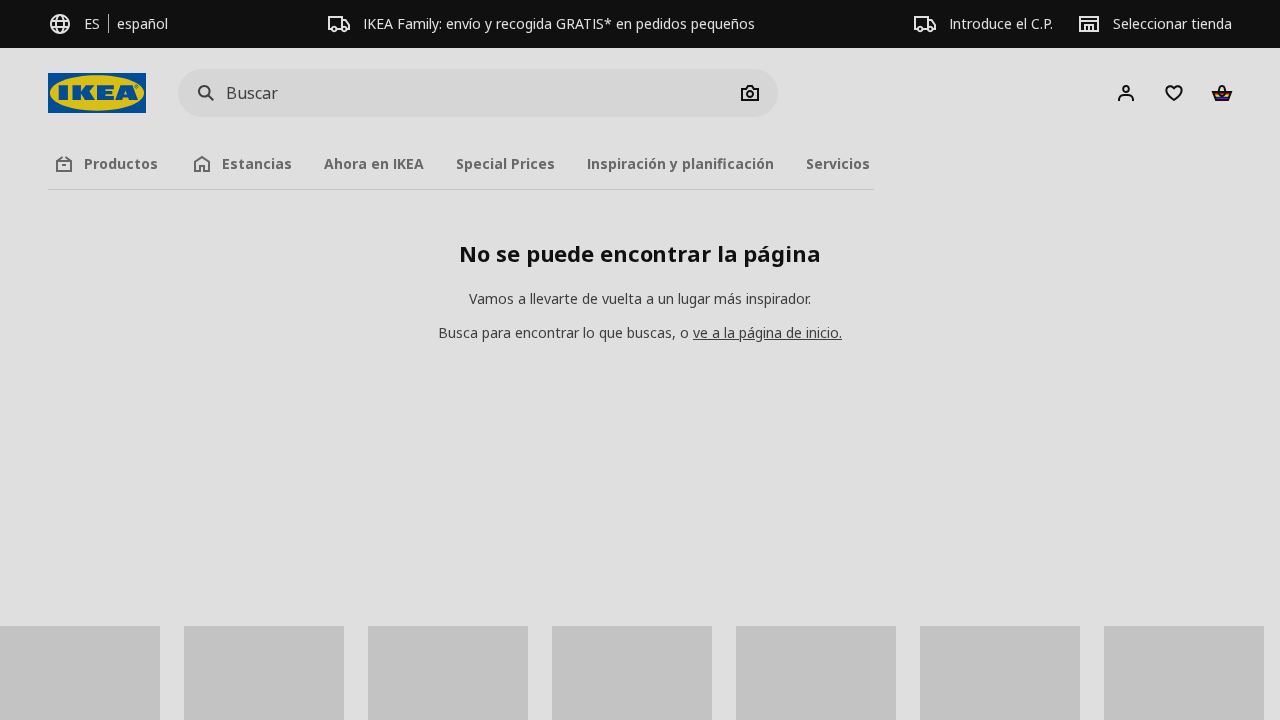 ES español
IKEA Family: envío y recogida GRATIS* en pedidos pequeños
Introduce el C.P.
Seleccionar tienda
IKEA
Buscar
Productos
Estancias
Ahora en IKEA
Special Prices
Inspiración y planificación
Servicios
No se puede encontrar la página
Vamos a llevarte de vuelta a un lugar más inspirador.
Busca para encontrar lo que buscas, o ve a la página de inicio.